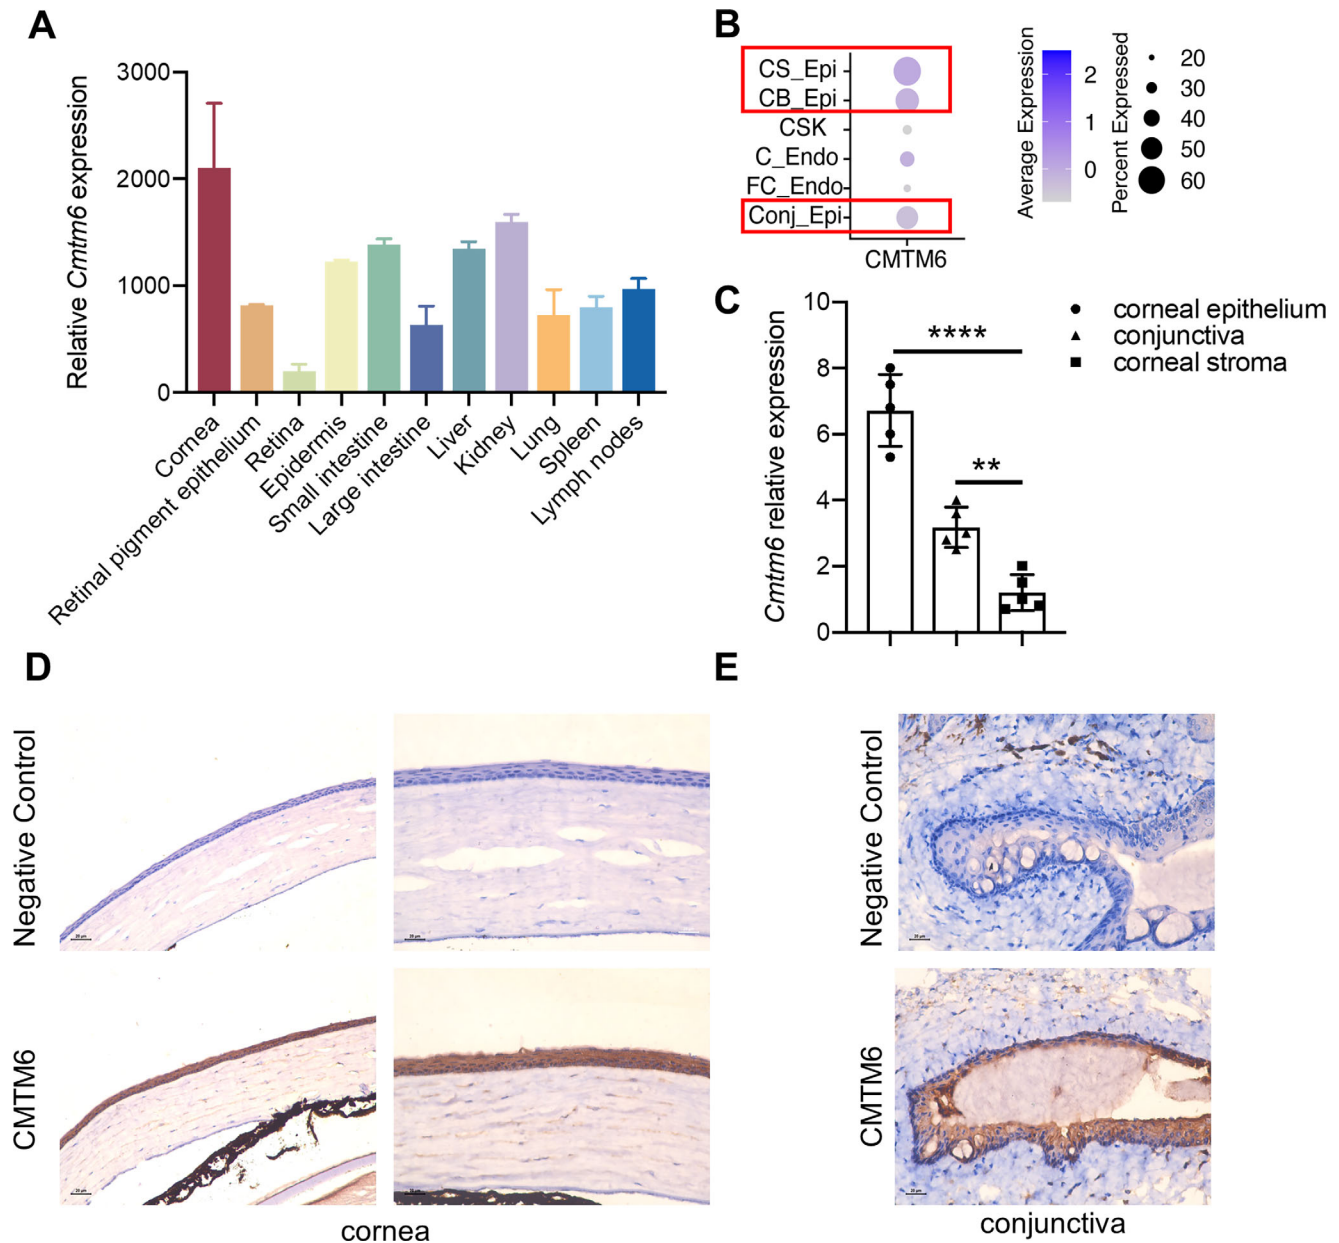 A
Relative Cmtm6 expression
3000
2000
1000
0
Cornea
Retinal pigment epithelium
Retina
Epidermis
Small intestine
Large intestine
Liver
Kidney
Lung
Spleen
Lymph nodes
B
CS_Epi
CB_Epi
CSK
C_Endo
FC_Endo
Conj_Epi
CMTM6
Average Expression
2
1
0
Percent Expressed
20
30
40
50
60
C
Cmtm6 relative expression
10
8
6
4
2
0
****
**
corneal epithelium
conjunctiva
corneal stroma
D
Negative Control
CMTM6
cornea
E
Negative Control
CMTM6
conjunctiva